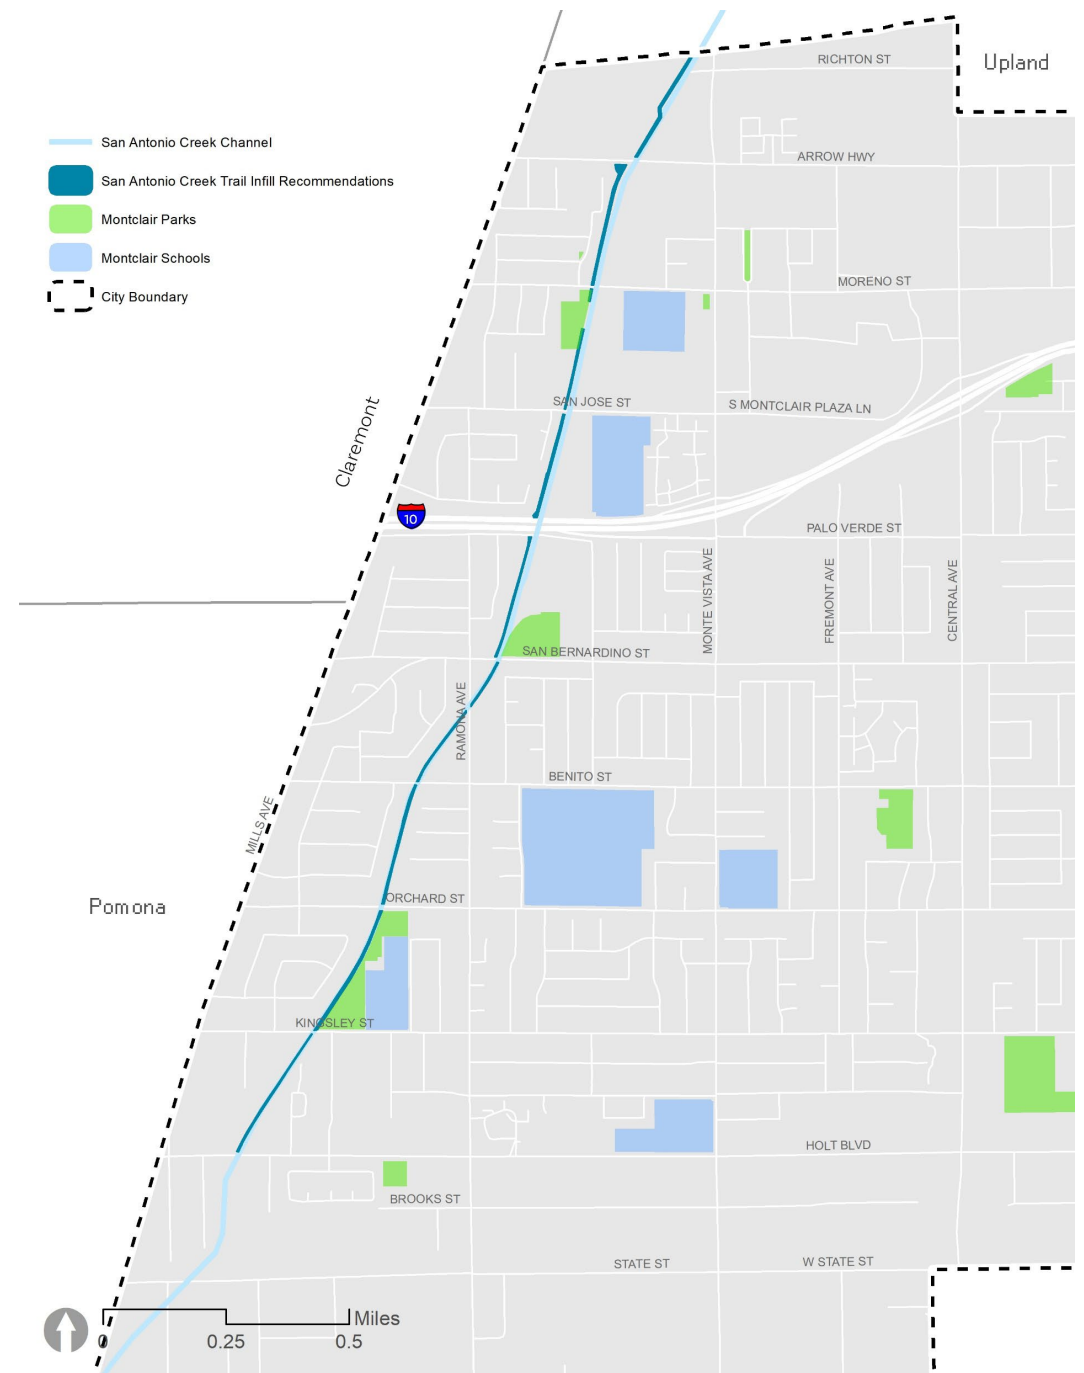 RICHTON ST
Upland
San Antonio Creek Channel
San Antonio Creek Trail Infill Recommendations
Montclair Parks
Montclair Schools
City Boundary
ARROW HWY
MORENO ST
SAN JOSE ST
S MONTCLAIR PLAZA LN
Claremont
10
PALO VERDE ST
MONTE VISTA AVE
FREMONT AVE
CENTRAL AVE
SAN BERNARDINO ST
RAMONA AVE
BENITO ST
MILLS AVE
ORCHARD ST
Pomona
KINGSLEY ST
HOLT BLVD
BROOKS ST
STATE ST
W STATE ST
Miles
0
0.25
0.5